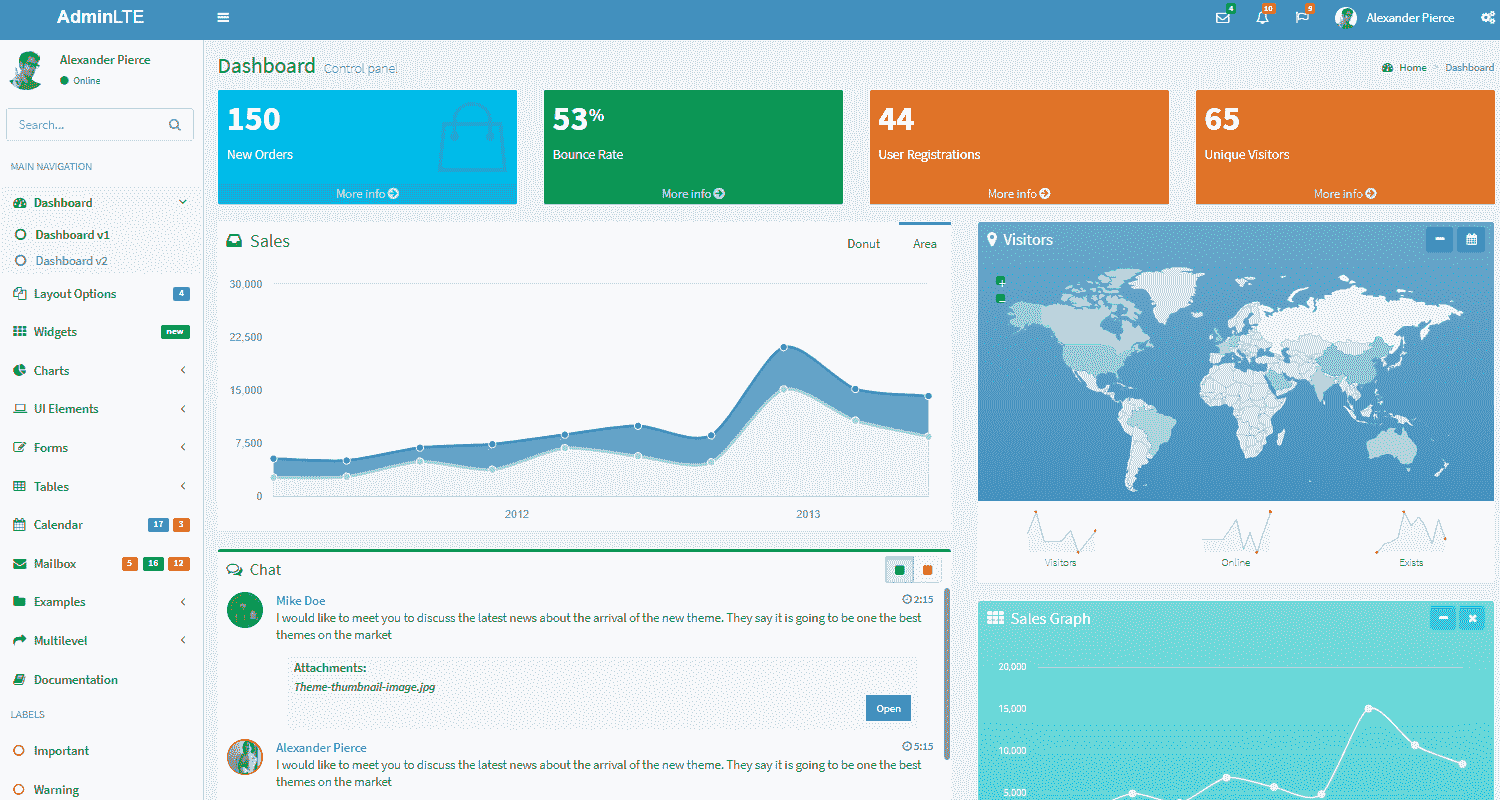 AdminLTE
4
10
9
Alexander Pierce
Alexander Pierce
Online
Search...
MAIN NAVIGATION
Dashboard
Dashboard v1
Dashboard v2
Layout Options 4
Widgets new
Charts
UI Elements
Forms
Tables
Calendar 17 3
Mailbox 5 16 12
Examples
Multilevel
Documentation
LABELS
Important
Warning
Dashboard Control panel
Home > Dashboard
150
New Orders
More info
53%
Bounce Rate
More info
44
User Registrations
More info
65
Unique Visitors
More info
Sales
Donut Area
30,000
22,500
15,000
7,500
0
2012 2013
Chat
Mike Doe 2:15
I would like to meet you to discuss the latest news about the arrival of the new theme. They say it is going to be one the best
themes on the market
Attachments:
Theme-thumbnail-image.jpg
Open
Alexander Pierce 5:15
I would like to meet you to discuss the latest news about the arrival of the new theme. They say it is going to be one the best
themes on the market
Visitors
+
−
Visitors Online Exists
Sales Graph
20,000
15,000
10,000
5,000